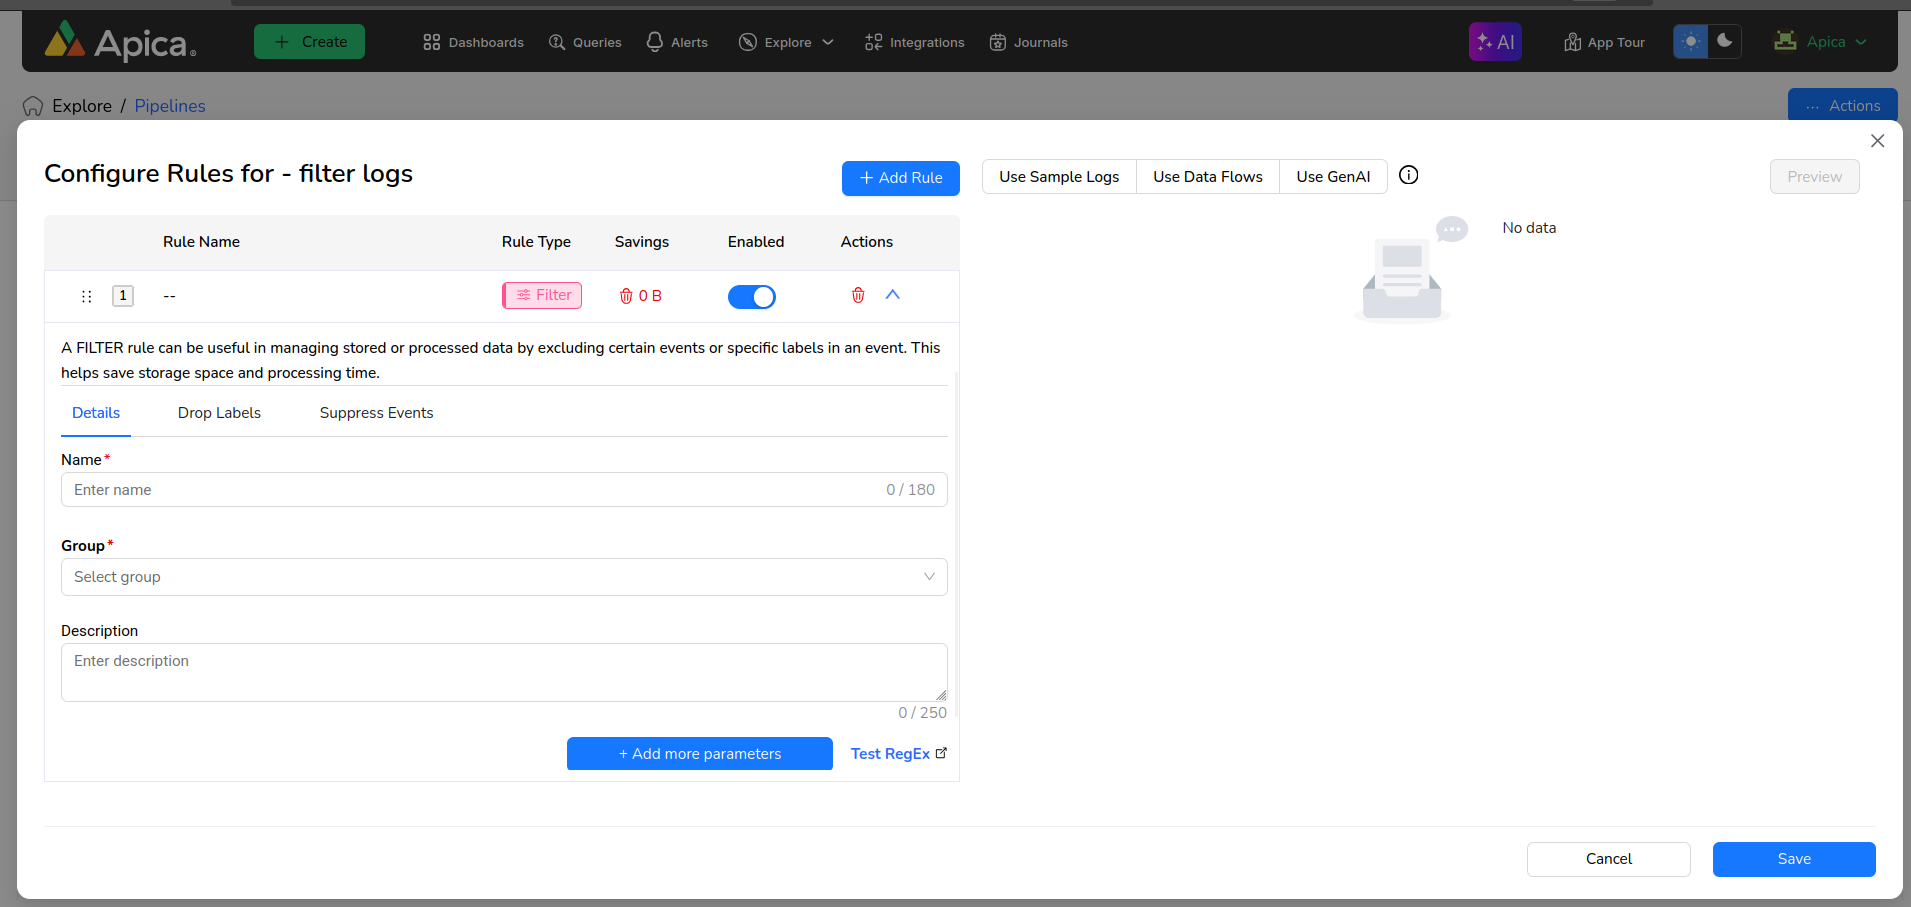 Apica
Create
Dashboards
Queries
Alerts
Explore
Integrations
Journals
AI
App Tour
Apica
Explore / Pipelines
··· Actions
Configure Rules for - filter logs
+ Add Rule
Use Sample Logs
Use Data Flows
Use GenAI
Preview
Rule Name
Rule Type
Savings
Enabled
Actions
1
--
Filter
0 B
No data
A FILTER rule can be useful in managing stored or processed data by excluding certain events or specific labels in an event. This
helps save storage space and processing time.
Details
Drop Labels
Suppress Events
Name*
Enter name
0 / 180
Group*
Select group
Description
Enter description
0 / 250
+ Add more parameters
Test RegEx
Cancel
Save